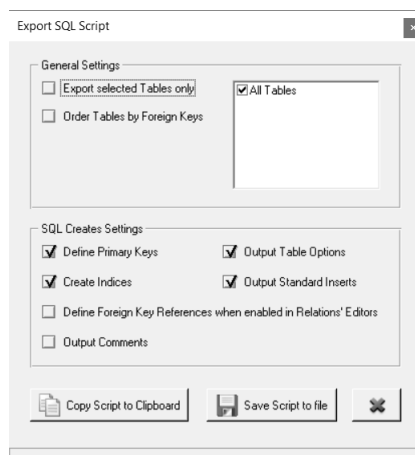 Export SQL Script
General Settings
Export selected Tables only
All Tables
Order Tables by Foreign Keys
SQL Creates Settings
Define Primary Keys
Output Table Options
Create Indices
Output Standard Inserts
Define Foreign Key References when enabled in Relations' Editors
Output Comments
Copy Script to Clipboard
Save Script to file